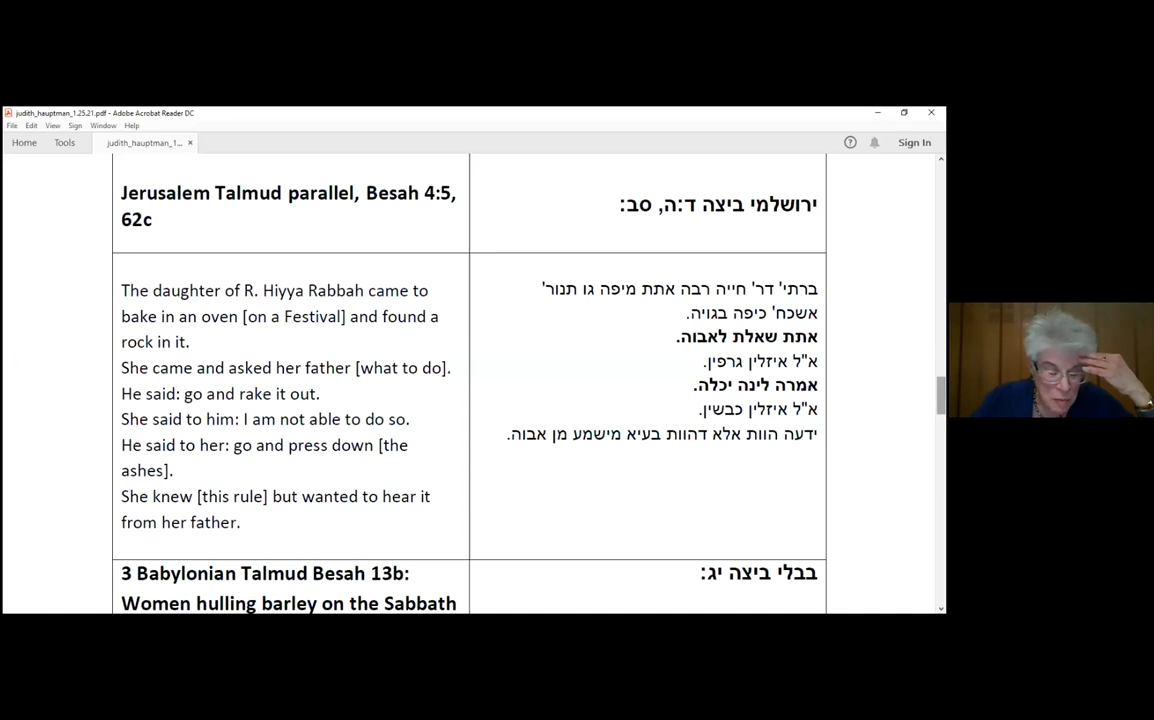 judith_hauptman_1.25.21.pdf - Adobe Acrobat Reader DC
File Edit View Sign Window Help
Home Tools judith_hauptman_1... × Sign In
Jerusalem Talmud parallel, Besah 4:5,
62c
ירושלמי ביצה ד:ה, סב:
The daughter of R. Hiyya Rabbah came to
bake in an oven [on a Festival] and found a
rock in it.
She came and asked her father [what to do].
He said: go and rake it out.
She said to him: I am not able to do so.
He said to her: go and press down [the
ashes].
She knew [this rule] but wanted to hear it
from her father.
ברתי' דר' חייה רבה אתת מיפה גו תנור'
אשכח' כיפה בגויה.
אתת שאלת לאבוה.
א"ל איזלין גרפין.
אמרה לינה יכלה.
א"ל איזלין כבשין.
ידעה הוות אלא דהוות בעיא מישמע מן אבוה.
3 Babylonian Talmud Besah 13b:
Women hulling barley on the Sabbath
בבלי ביצה יג: